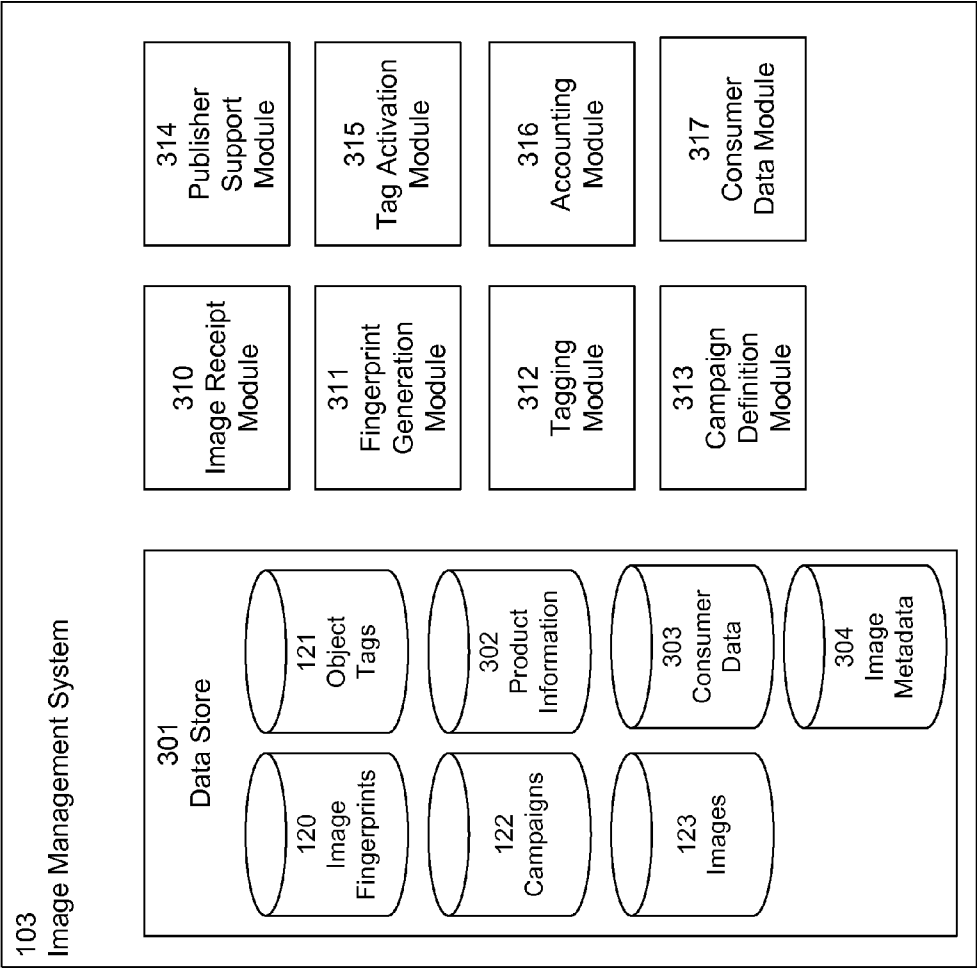 103
Image Management System
301
Data Store
120
Image
Fingerprints
121
Object
Tags
122
Campaigns
302
Product
Information
123
Images
303
Consumer
Data
304
Image
Metadata
310
Image Receipt
Module
314
Publisher
Support
Module
311
Fingerprint
Generation
Module
315
Tag Activation
Module
312
Tagging
Module
316
Accounting
Module
313
Campaign
Definition
Module
317
Consumer
Data Module